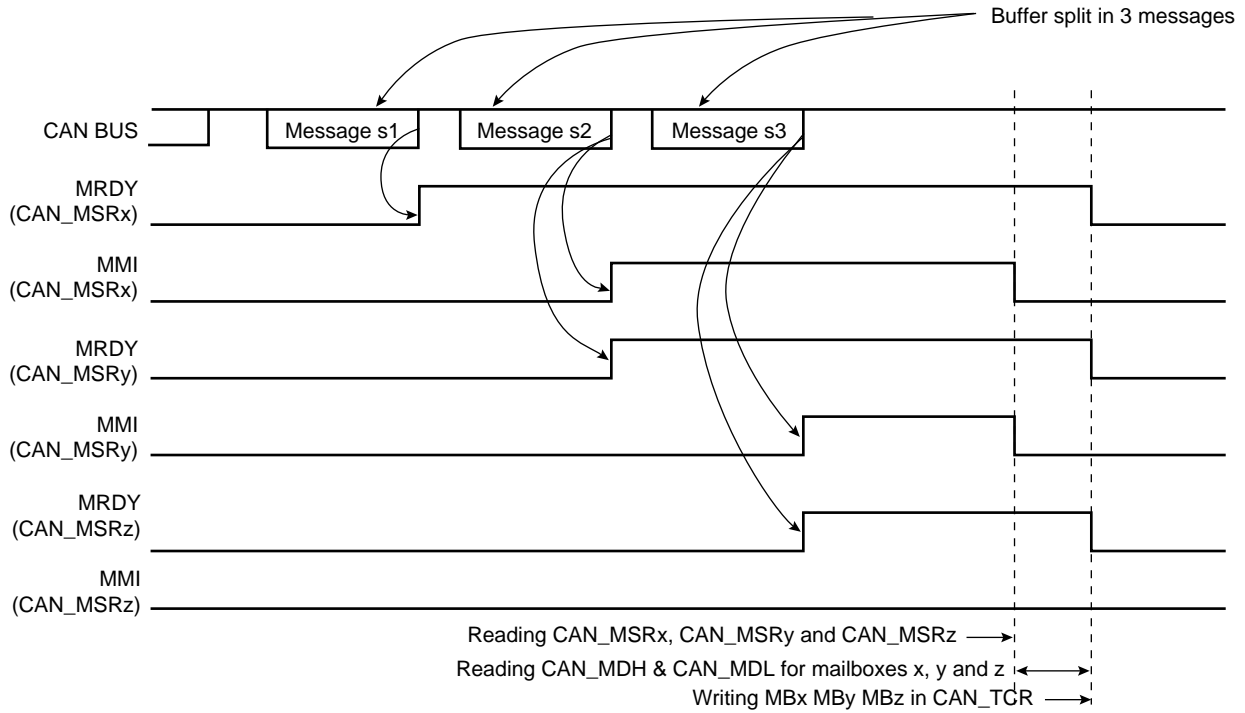 Buffer split in 3 messages
CAN BUS
Message s1
Message s2
Message s3
MRDY
(CAN_MSRx)
MMI
(CAN_MSRx)
MRDY
(CAN_MSRy)
MMI
(CAN_MSRy)
MRDY
(CAN_MSRz)
MMI
(CAN_MSRz)
Reading CAN_MSRx, CAN_MSRy and CAN_MSRz
Reading CAN_MDH & CAN_MDL for mailboxes x, y and z
Writing MBx MBy MBz in CAN_TCR